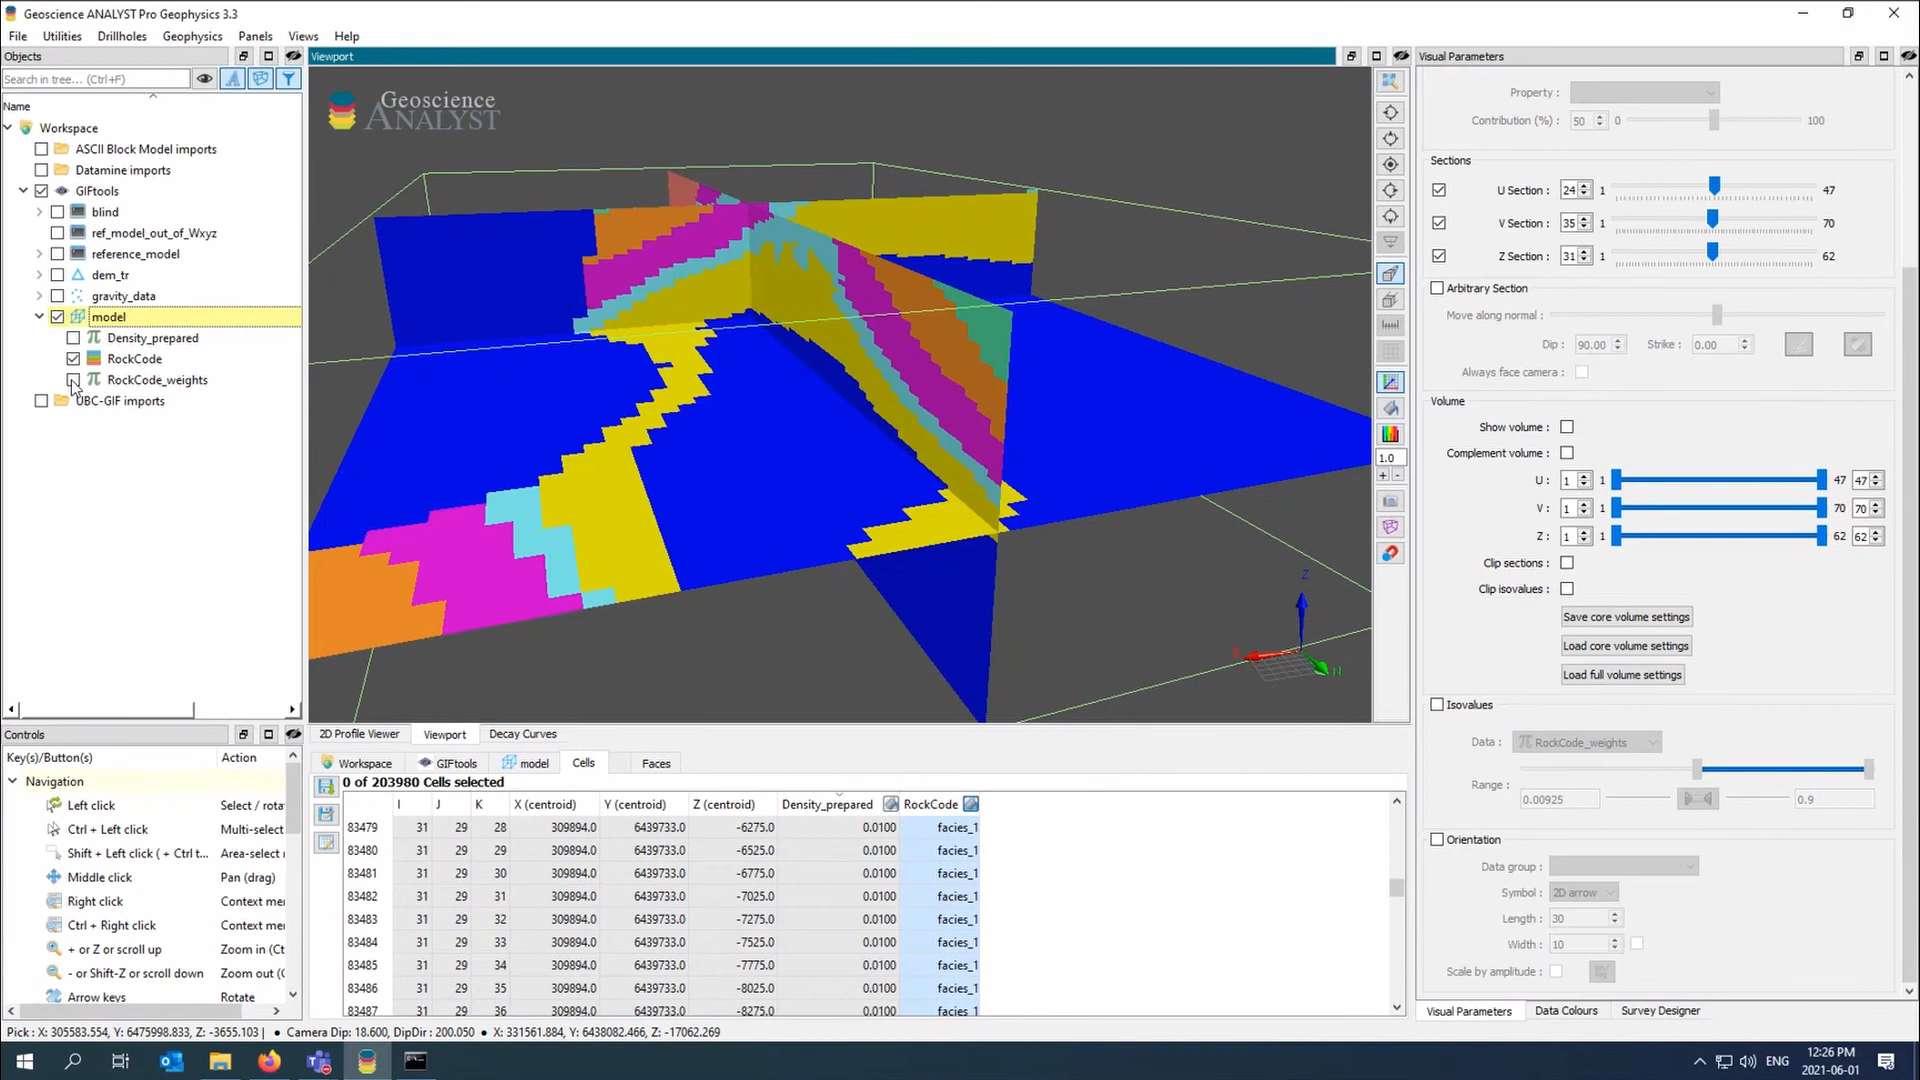 Geoscience ANALYST Pro Geophysics 3.3
File Utilities Drillholes Geophysics Panels Views Help
Objects
Search in tree... (Ctrl+F)
Name
Workspace
ASCII Block Model imports
Datamine imports
GIFtools
blind
ref_model_out_of_Wxyz
reference_model
dem_tr
gravity_data
model
Density_prepared
RockCode
RockCode_weights
UBC-GIF imports
Controls
Key(s)/Button(s) Action
Navigation
Left click Select / rota
Ctrl + Left click Multi-select
Shift + Left click ( + Ctrl t... Area-select
Middle click Pan (drag)
Right click Context me
Ctrl + Right click Context me
+ or Z or scroll up Zoom in (Ct
- or Shift-Z or scroll down Zoom out (C
Arrow keys Rotate
Viewport
Geoscience
ANALYST
Z
N
1.0
+ -
2D Profile Viewer Viewport Decay Curves
Workspace GIFtools model Cells Faces
0 of 203980 Cells selected
I J K X (centroid) Y (centroid) Z (centroid) Density_prepared RockCode
83479 31 29 28 309894.0 6439733.0 -6275.0 0.0100 facies_1
83480 31 29 29 309894.0 6439733.0 -6525.0 0.0100 facies_1
83481 31 29 30 309894.0 6439733.0 -6775.0 0.0100 facies_1
83482 31 29 31 309894.0 6439733.0 -7025.0 0.0100 facies_1
83483 31 29 32 309894.0 6439733.0 -7275.0 0.0100 facies_1
83484 31 29 33 309894.0 6439733.0 -7525.0 0.0100 facies_1
83485 31 29 34 309894.0 6439733.0 -7775.0 0.0100 facies_1
83486 31 29 35 309894.0 6439733.0 -8025.0 0.0100 facies_1
83487 31 29 36 309894.0 6439733.0 -8275.0 0.0100 facies_1
Visual Parameters
Property :
Contribution (%) : 50 0 100
Sections
U Section : 24 1 47
V Section : 35 1 70
Z Section : 31 1 62
Arbitrary Section
Move along normal :
Dip : 90.00 Strike : 0.00
Always face camera :
Volume
Show volume :
Complement volume :
U : 1 1 47 47
V : 1 1 70 70
Z : 1 1 62 62
Clip sections :
Clip isovalues :
Save core volume settings
Load core volume settings
Load full volume settings
Isovalues
Data : RockCode_weights
Range :
0.00925 0.9
Orientation
Data group :
Symbol : 2D arrow
Length : 30
Width : 10
Scale by amplitude :
Visual Parameters Data Colours Survey Designer
Pick : X: 305583.554, Y: 6475998.833, Z: -3655.103 | ● Camera Dip: 18.600, DipDir : 200.050 ● X: 331561.884, Y: 6438082.466, Z: -17062.269
ENG
12:26 PM
2021-06-01